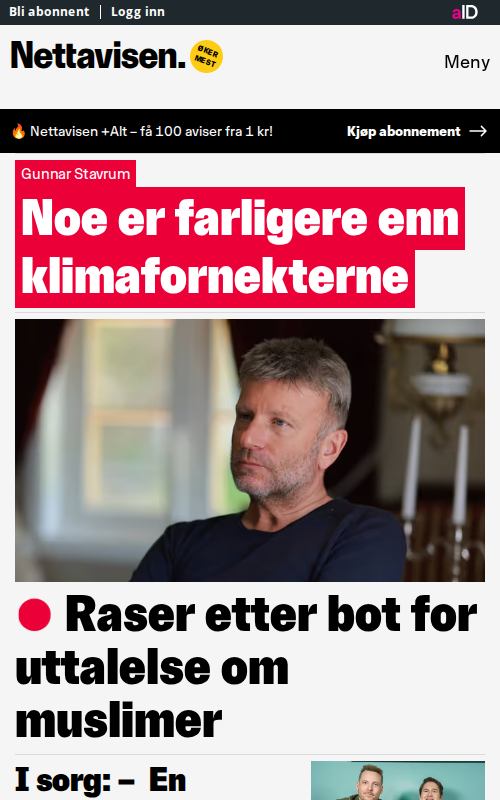 Bli abonnent | Logg inn
aID
Nettavisen.
ØKER
MEST
Meny
🔥 Nettavisen +Alt – få 100 aviser fra 1 kr!
Kjøp abonnement →
Gunnar Stavrum
Noe er farligere enn
klimafornekterne
Raser etter bot for
uttalelse om
muslimer
I sorg: – En